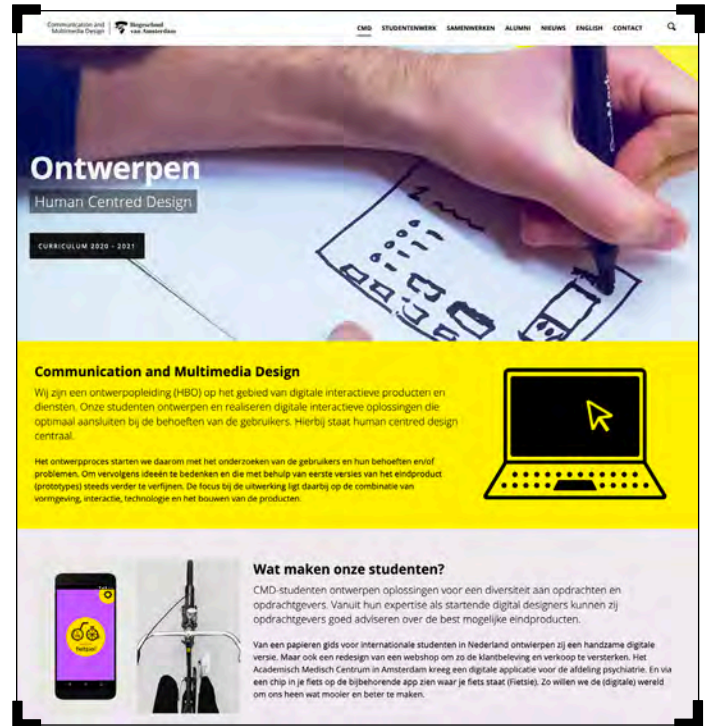 Communication and
Multimedia Design
Hogeschool
van Amsterdam
CMD STUDENTENWERK SAMENWERKEN ALUMNI NIEUWS ENGLISH CONTACT
Ontwerpen
Human Centred Design
CURRICULUM 2020 - 2021
Communication and Multimedia Design
Wij zijn een ontwerpopleiding (HBO) op het gebied van digitale interactieve producten en
diensten. Onze studenten ontwerpen en realiseren digitale interactieve oplossingen die
optimaal aansluiten bij de behoeften van de gebruikers. Hierbij staat human centred design
centraal.
Het ontwerpproces starten we daarom met het onderzoeken van de gebruikers en hun behoeften en/of
problemen. Om vervolgens ideeën te bedenken en die met behulp van eerste versies van het eindproduct
(prototypes) steeds verder te verfijnen. De focus bij de uitwerking ligt daarbij op de combinatie van
vormgeving, interactie, technologie en het bouwen van de producten.
Wat maken onze studenten?
CMD-studenten ontwerpen oplossingen voor een diversiteit aan opdrachten en
opdrachtgevers. Vanuit hun expertise als startende digital designers kunnen zij
opdrachtgevers goed adviseren over de best mogelijke eindproducten.
Van een papieren gids voor internationale studenten in Nederland ontwierpen zij een handzame digitale
versie. Maar ook een redesign van een webshop om zo de klantbeleving en verkoop te versterken. Het
Academisch Medisch Centrum in Amsterdam kreeg een digitale applicatie voor de afdeling psychiatrie. En via
een chip in je fiets op de bijbehorende app zien waar je fiets staat (Fietsie). Zo willen we de (digitale) wereld
om ons heen wat mooier en beter te maken.